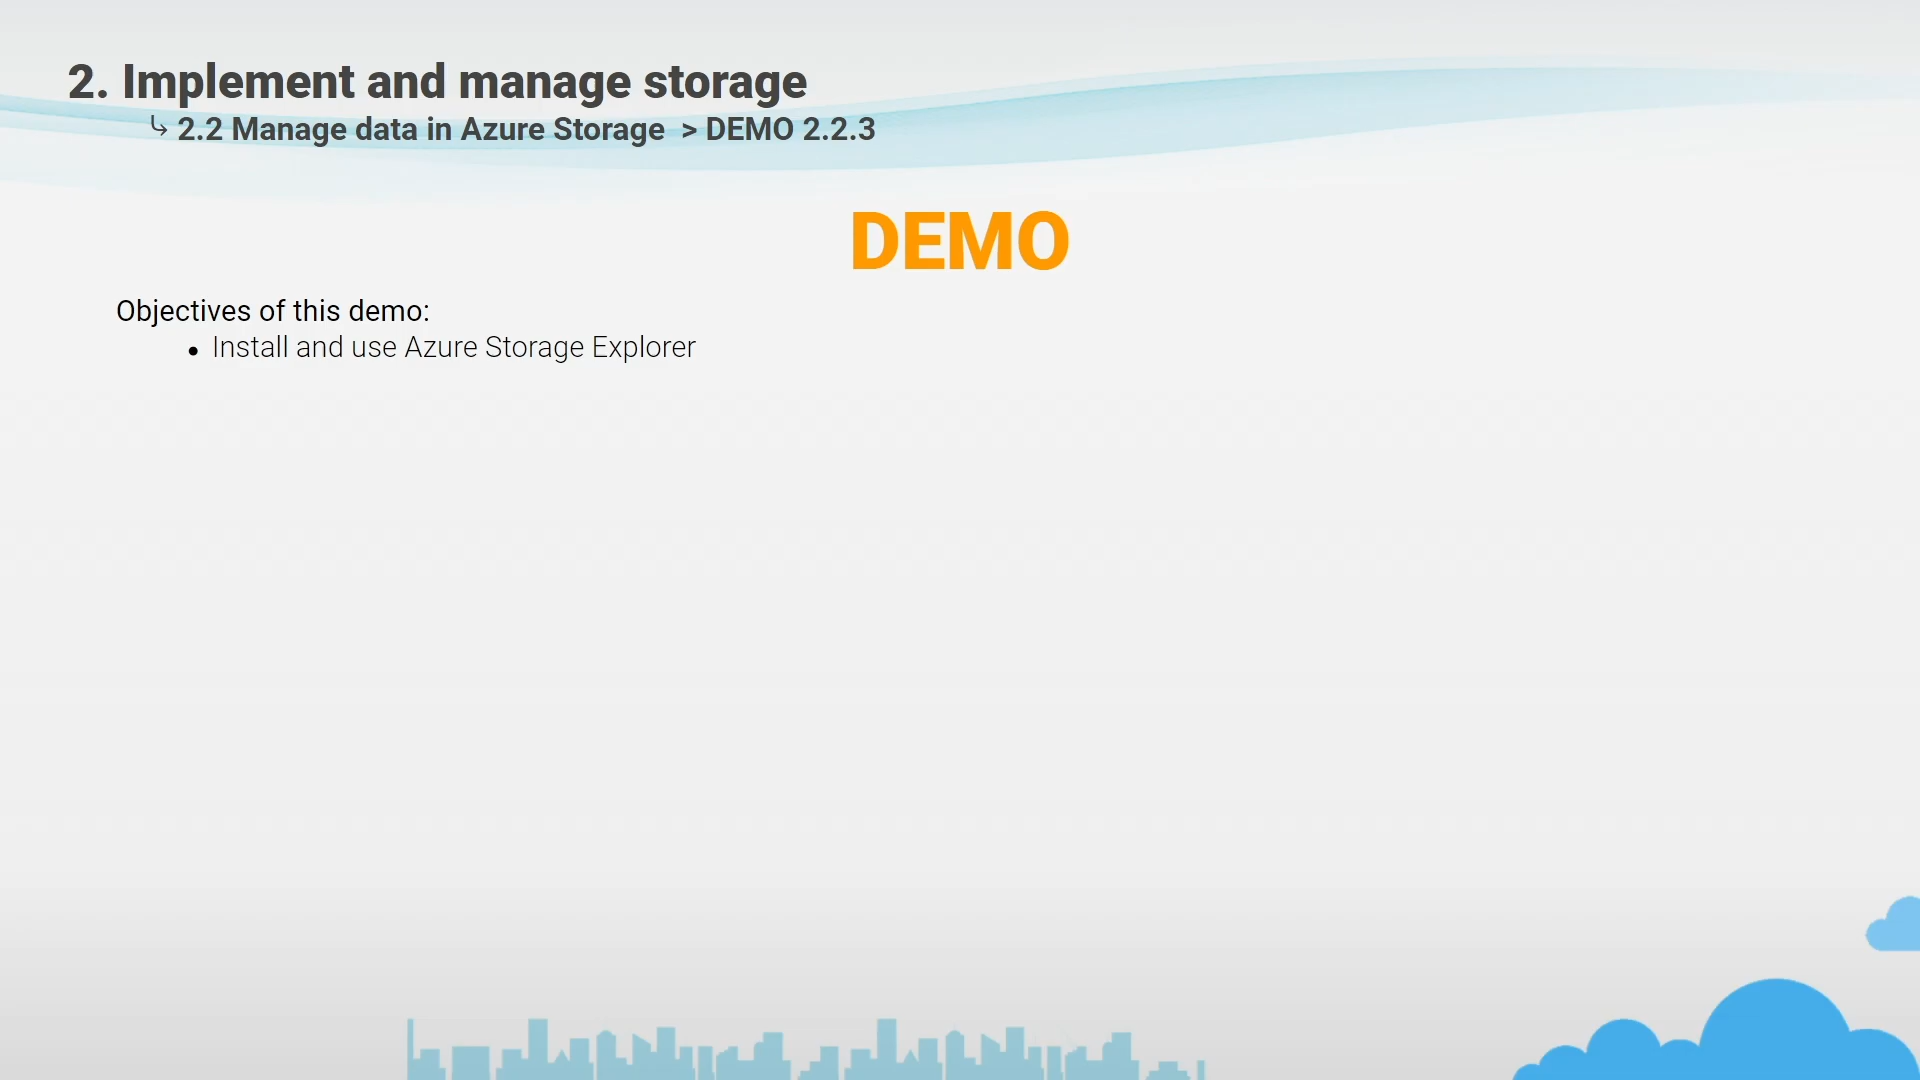 2. Implement and manage storage
↳ 2.2 Manage data in Azure Storage > DEMO 2.2.3
DEMO
Objectives of this demo:
● Install and use Azure Storage Explorer